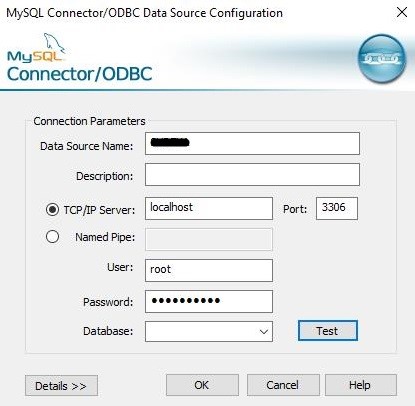 MySQL Connector/ODBC Data Source Configuration
MySQL
Connector/ODBC
Connection Parameters
Data Source Name:
Description:
TCP/IP Server: localhost Port: 3306
Named Pipe:
User: root
Password: ••••••••••
Database: Test
Details >> OK Cancel Help